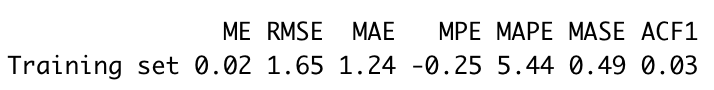 ME RMSE MAE MPE MAPE MASE ACF1
Training set 0.02 1.65 1.24 -0.25 5.44 0.49 0.03